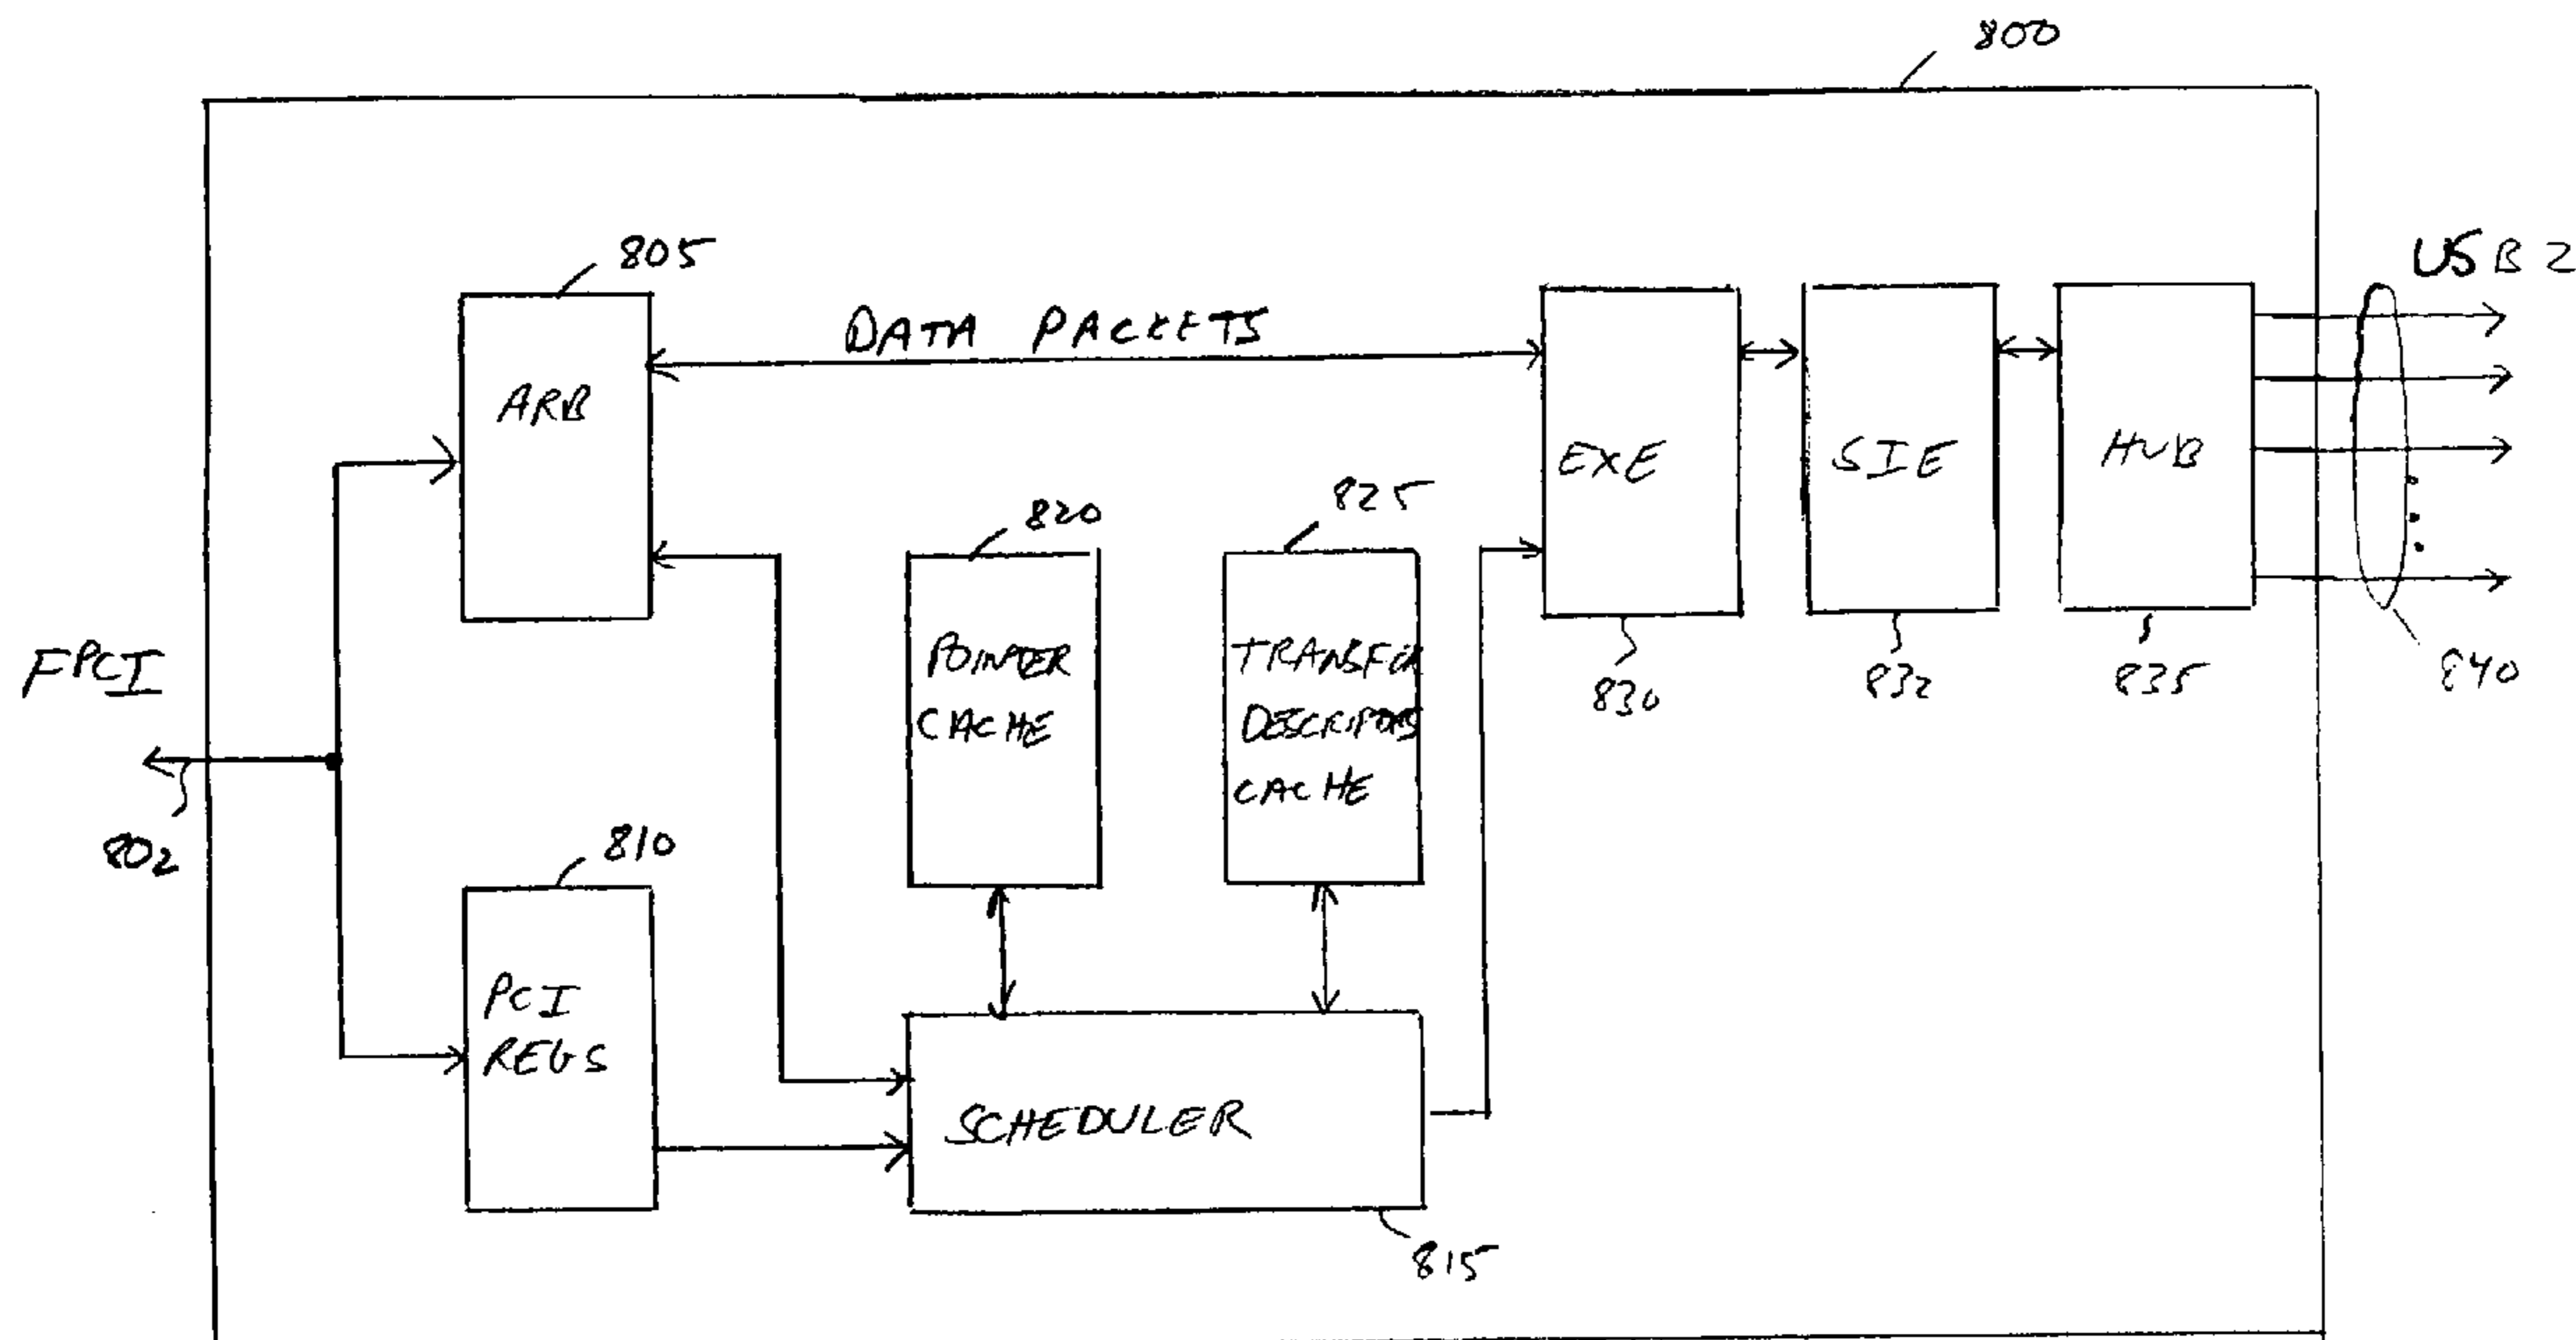 800
805
USB 2
DATA PACKETS
ARB
EXE
SIE
HUB
820
825
POINTER
CACHE
TRANSFER
DESCRIPTORS
CACHE
830
832
835
840
FPCI
802
810
PCI
REGS
SCHEDULER
815